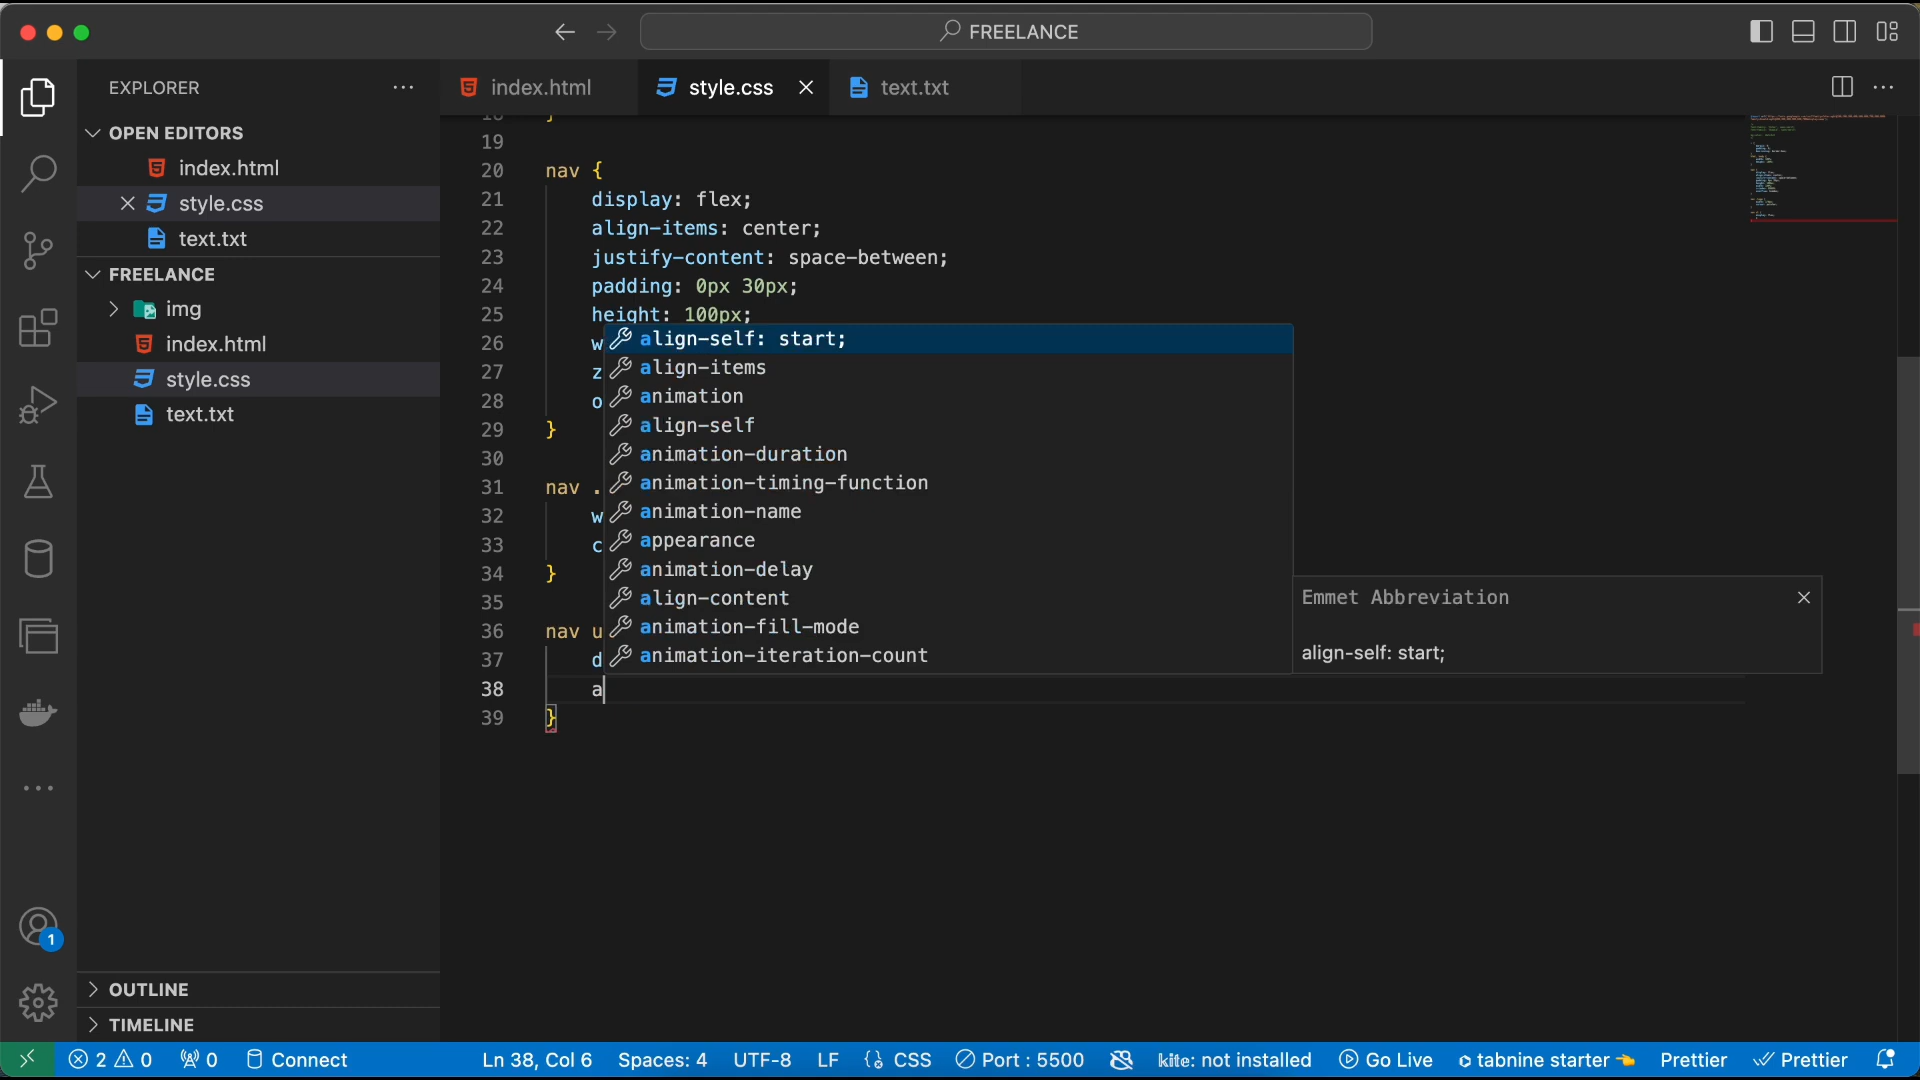 FREELANCE
EXPLORER
index.html
style.css
text.txt
OPEN EDITORS
index.html
style.css
text.txt
FREELANCE
img
index.html
style.css
text.txt
OUTLINE
TIMELINE
19
20 nav {
21 display: flex;
22 align-items: center;
23 justify-content: space-between;
24 padding: 0px 30px;
25 height: 100px;
26 w
27 z
28 o
29 }
30
31 nav .
32 w
33 c
34 }
35
36 nav u
37 d
38 a
39 }
align-self: start;
align-items
animation
align-self
animation-duration
animation-timing-function
animation-name
appearance
animation-delay
align-content
animation-fill-mode
animation-iteration-count
Emmet Abbreviation
align-self: start;
1
2 0 0 Connect Ln 38, Col 6 Spaces: 4 UTF-8 LF {} CSS Port : 5500 kite: not installed Go Live tabnine starter Prettier Prettier